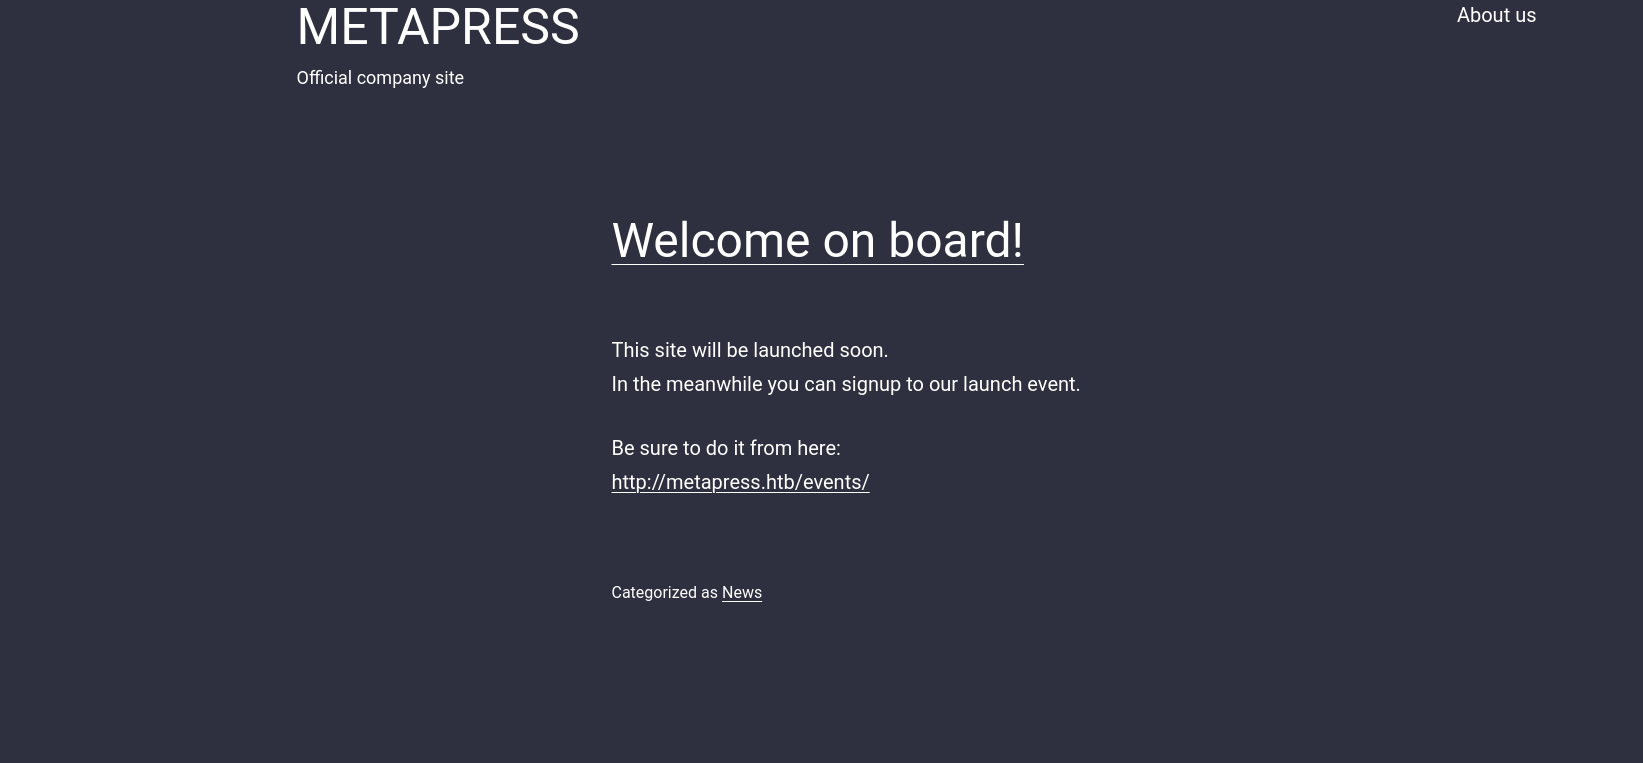 METAPRESS
About us
Official company site
Welcome on board!
This site will be launched soon.
In the meanwhile you can signup to our launch event.
Be sure to do it from here:
http://metapress.htb/events/
Categorized as News